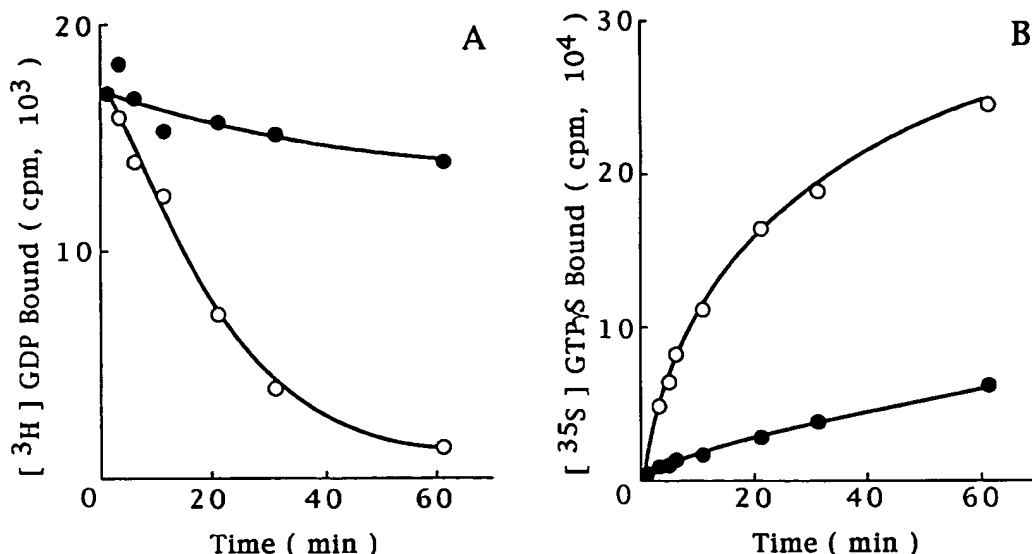 A
[ ³H ] GDP Bound ( cpm, 10³ )
20
10
0 20 40 60
Time ( min )
B
[ ³⁵S ] GTPγS Bound ( cpm, 10⁴ )
30
20
10
0
0 20 40 60
Time ( min )